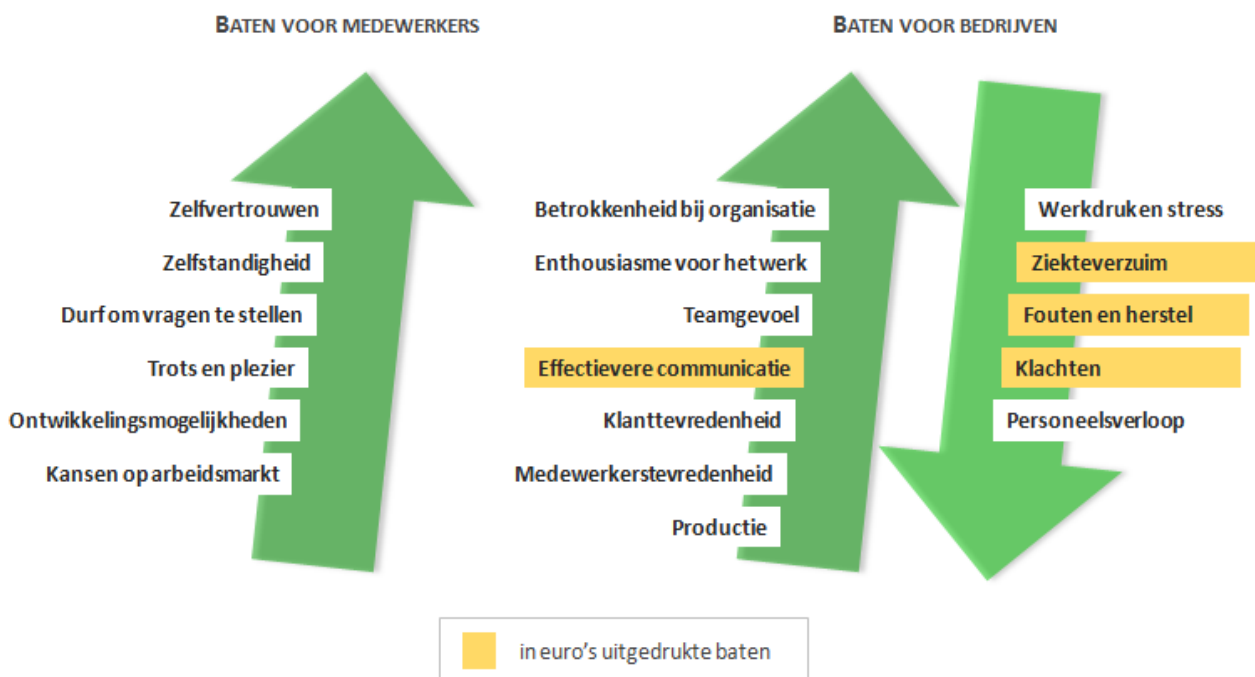 BATEN VOOR MEDEWERKERS
Zelfvertrouwen
Zelfstandigheid
Durf om vragen te stellen
Trots en plezier
Ontwikkelingsmogelijkheden
Kansen op arbeidsmarkt
BATEN VOOR BEDRIJVEN
Betrokkenheid bij organisatie
Enthousiasme voor het werk
Teamgevoel
Effectievere communicatie
Klanttevredenheid
Medewerkerstevredenheid
Productie
Werkdruk en stress
Ziekteverzuim
Fouten en herstel
Klachten
Personeelsverloop
in euro's uitgedrukte baten